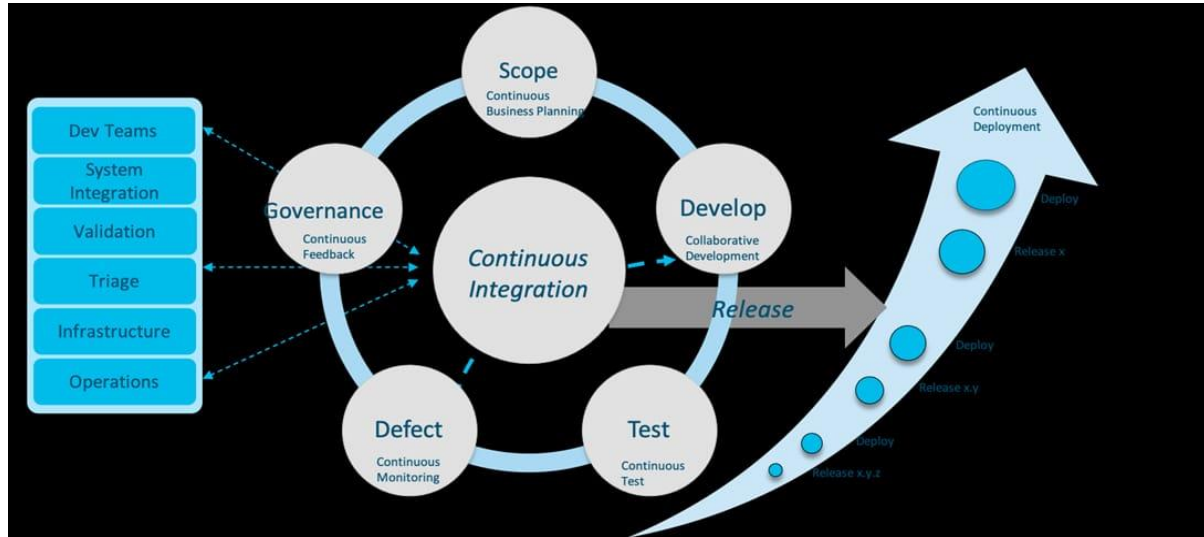 Dev Teams
System
Integration
Validation
Triage
Infrastructure
Operations
Scope
Continuous
Business Planning
Governance
Continuous
Feedback
Develop
Collaborative
Development
Continuous
Integration
Release
Defect
Continuous
Monitoring
Test
Continuous
Test
Continuous
Deployment
Deploy
Release x
Deploy
Release x.y
Deploy
Release x.y.z